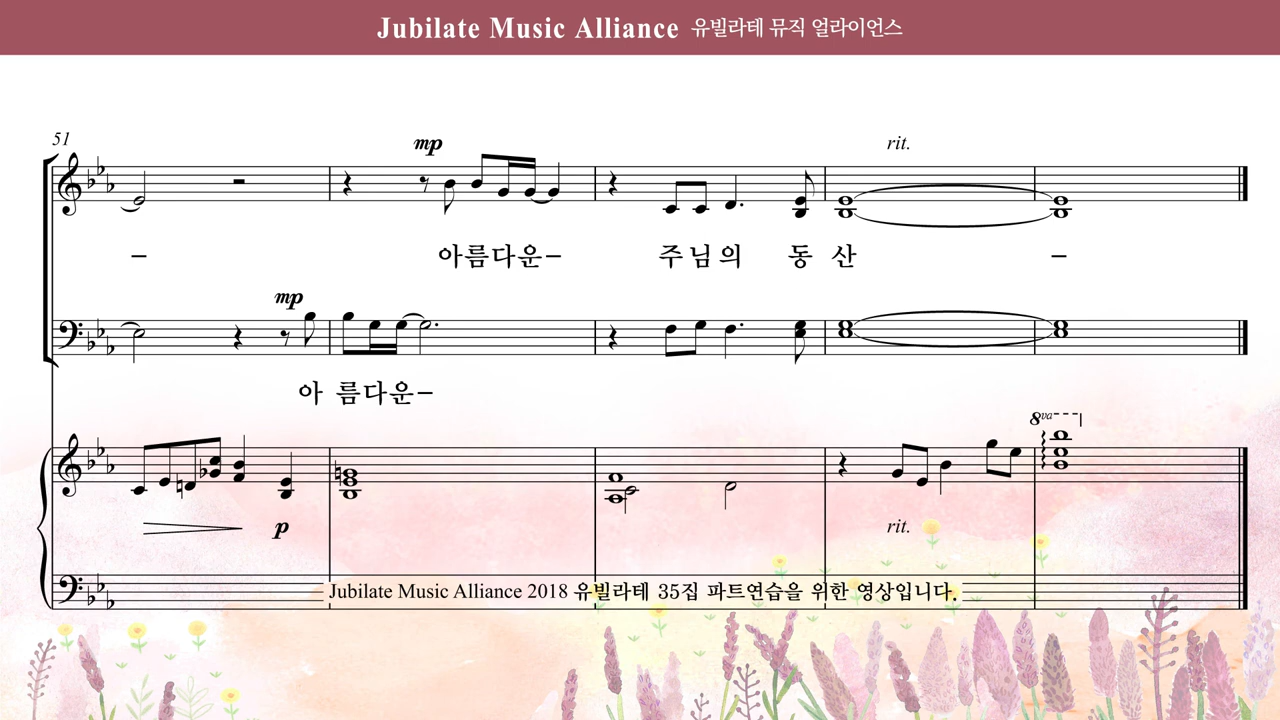 Jubilate Music Alliance 유빌라테 뮤직 얼라이언스
51
mp
rit.
– 아름다운– 주님의 동 산 –
mp
아 름다운–
8va
p
rit.
Jubilate Music Alliance 2018 유빌라테 35집 파트연습을 위한 영상입니다.